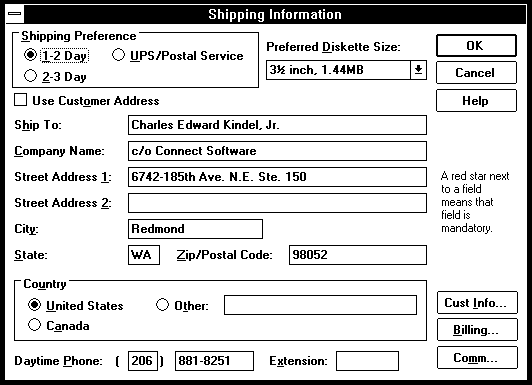 Shipping Information
Shipping Preference
1-2 Day
UPS/Postal Service
2-3 Day
Preferred Diskette Size:
3½ inch, 1.44MB
OK
Cancel
Help
Use Customer Address
Ship To: Charles Edward Kindel, Jr.
Company Name: c/o Connect Software
Street Address 1: 6742-185th Ave. N.E. Ste. 150
Street Address 2:
City: Redmond
State: WA Zip/Postal Code: 98052
A red star next
to a field
means that
field is
mandatory.
Country
United States
Other:
Canada
Daytime Phone: ( 206 ) 881-8251 Extension:
Cust Info...
Billing...
Comm...